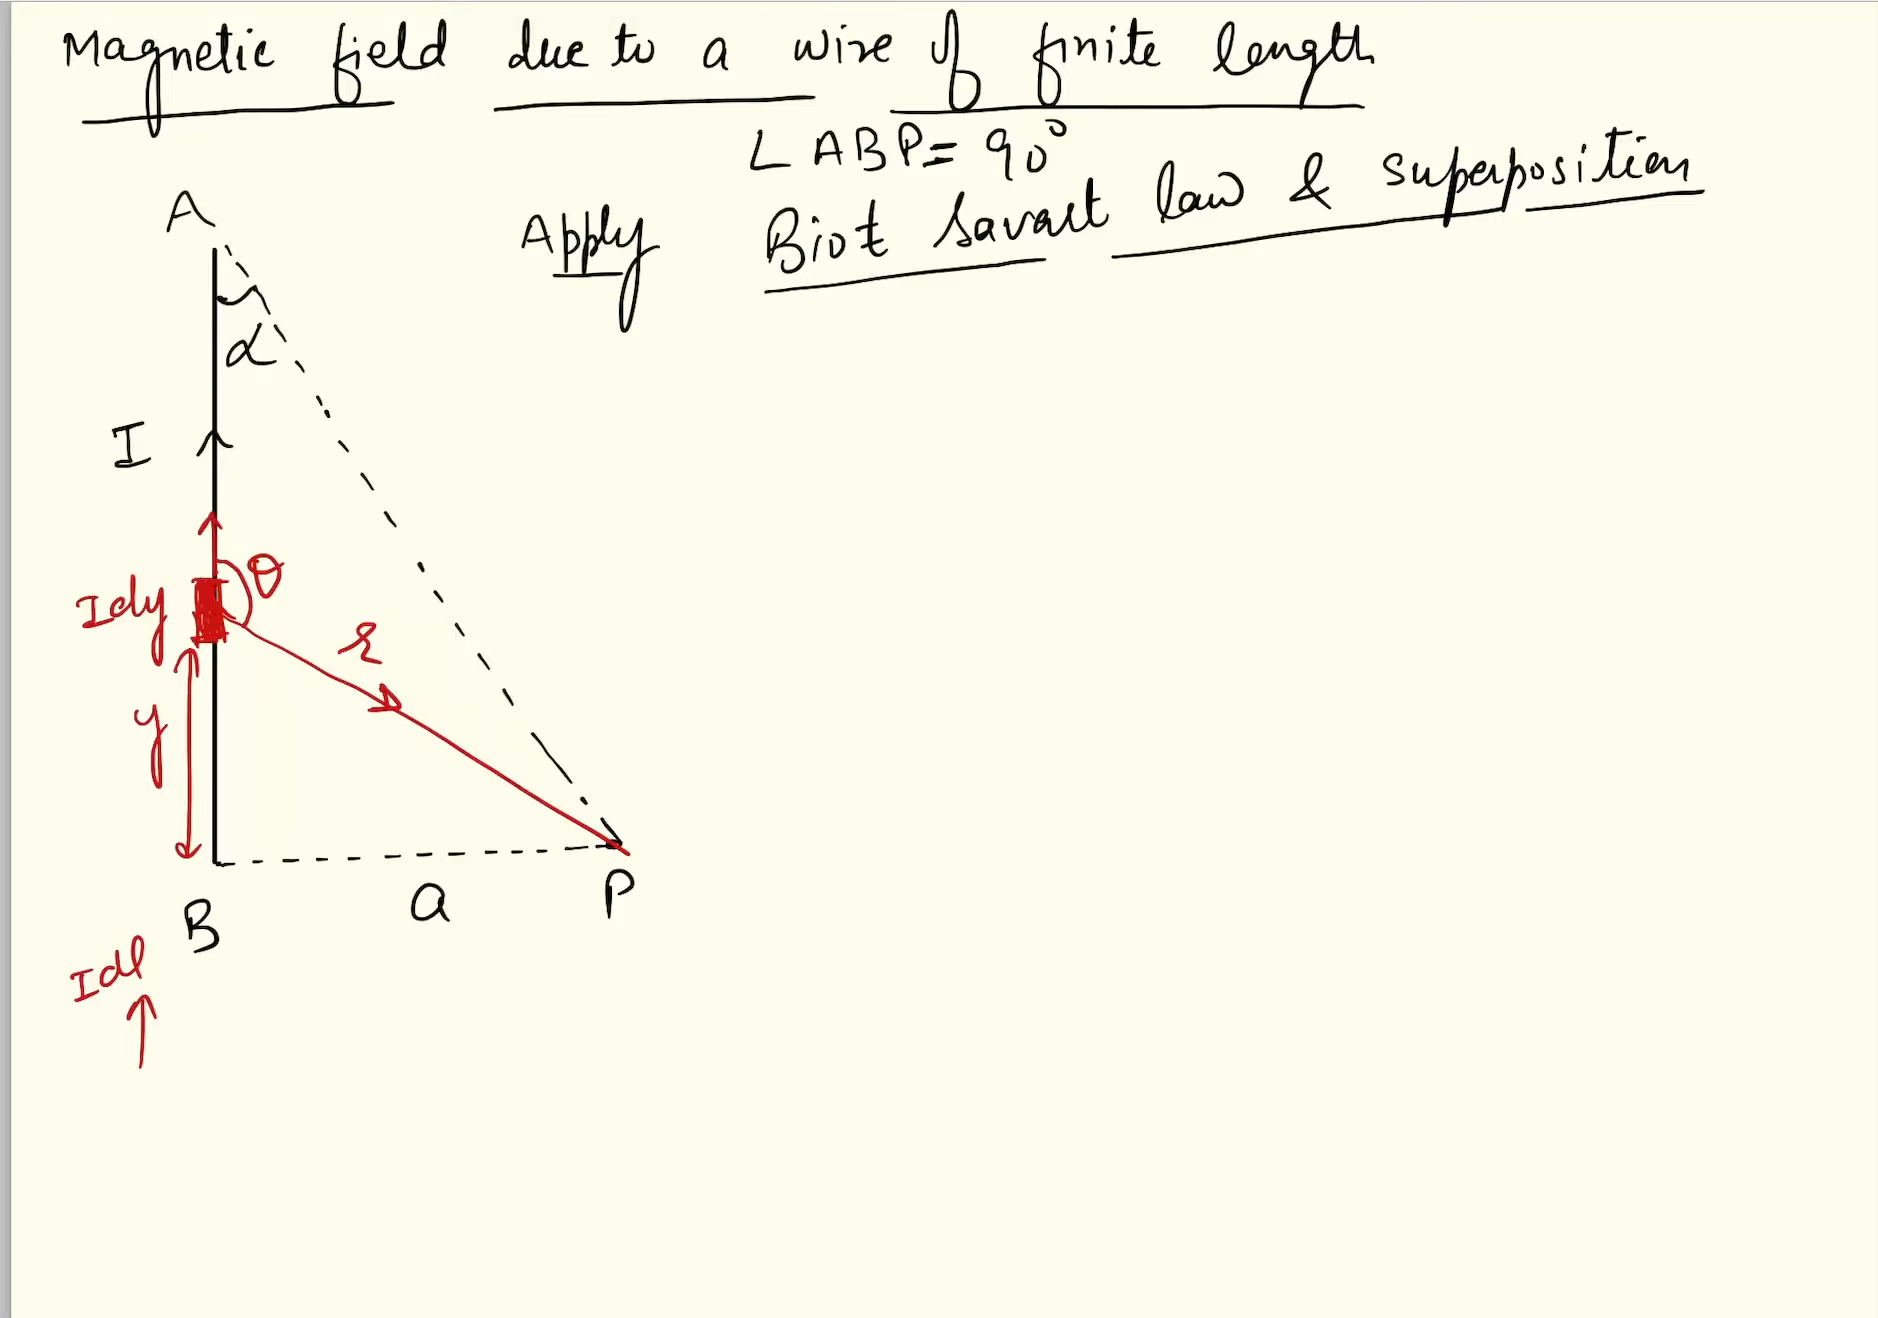 Magnetic field due to a wire of finite length
∠ABP = 90°
Apply Biot Savart law & superposition
A
α
I
θ
Idy
r
y
a
P
B
Idl